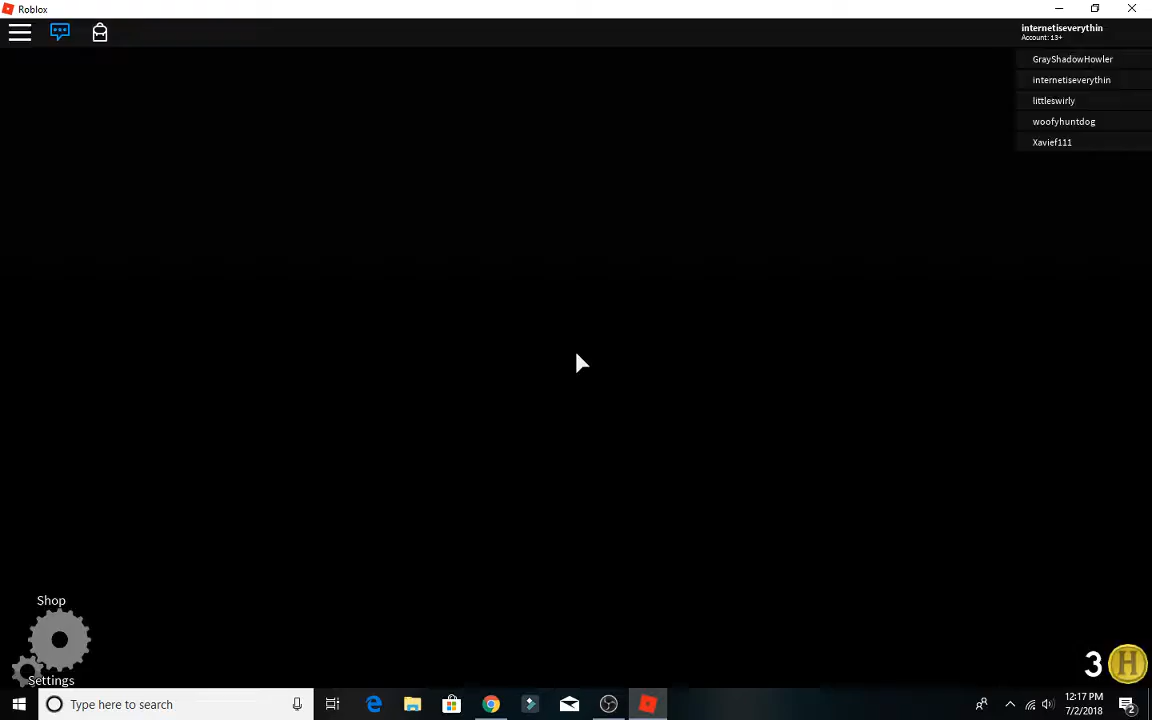 Roblox
internetiseverythin
Account: 13+
GrayShadowHowler
internetiseverythin
littleswirly
woofyhuntdog
Xavief111
Shop
Settings
3 H
Type here to search
12:17 PM
7/2/2018
2